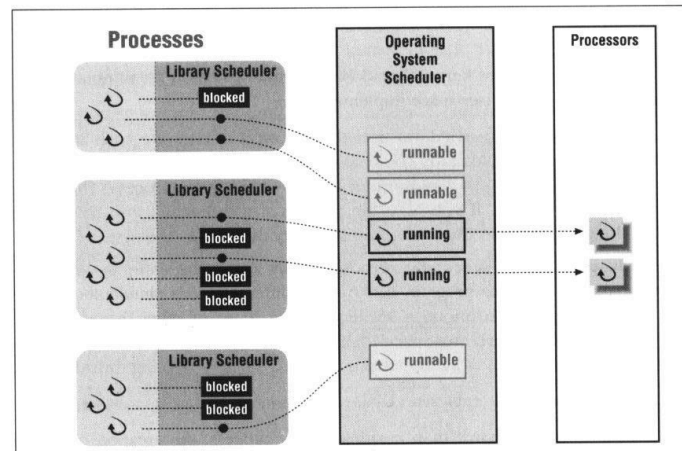 Processes
Library Scheduler
blocked
Library Scheduler
blocked
blocked
blocked
Library Scheduler
blocked
blocked
Operating
System
Scheduler
runnable
runnable
running
running
runnable
Processors